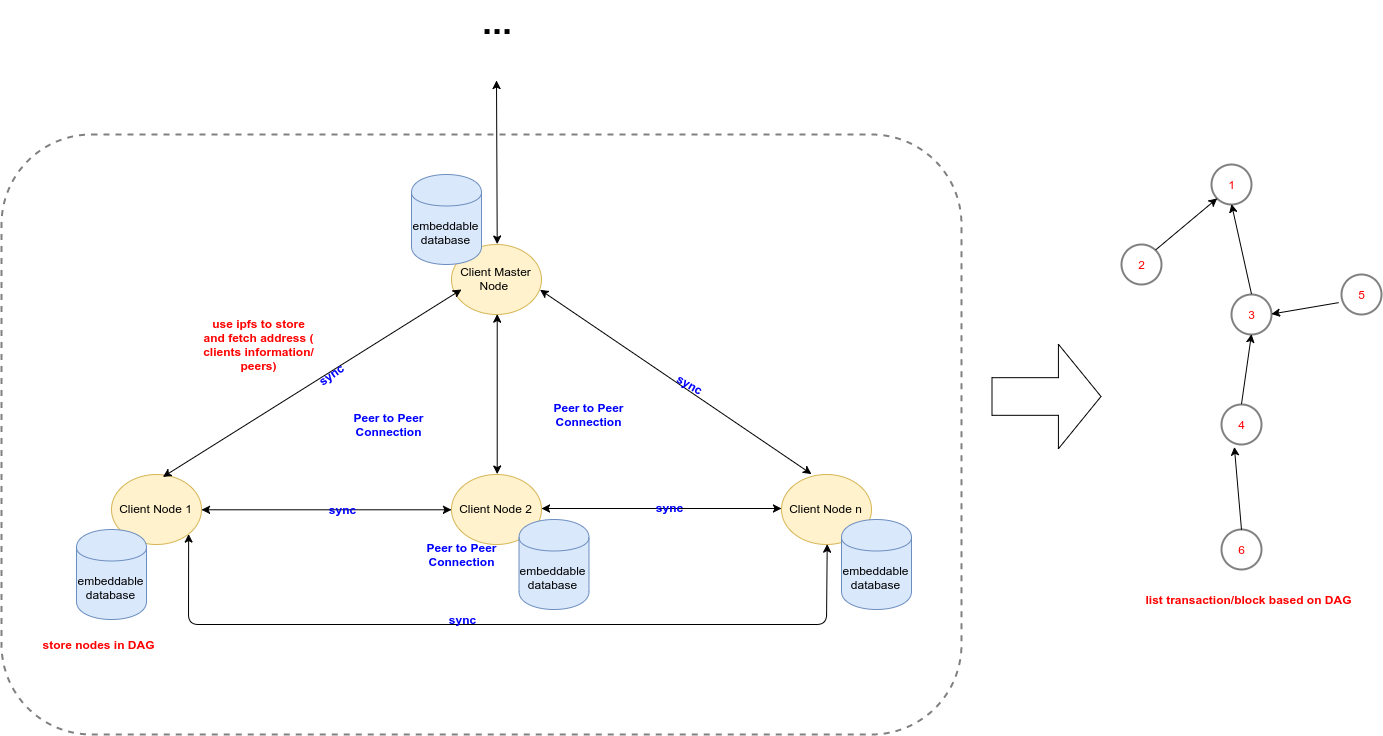 ...
embeddable
database
Client Master
Node
use ipfs to store
and fetch address (
clients information/
peers)
sync
sync
Peer to Peer
Connection
Peer to Peer
Connection
Client Node 1
sync
Client Node 2
sync
Client Node n
Peer to Peer
Connection
embeddable
database
embeddable
database
embeddable
database
sync
store nodes in DAG
1
2
3
5
4
6
list transaction/block based on DAG